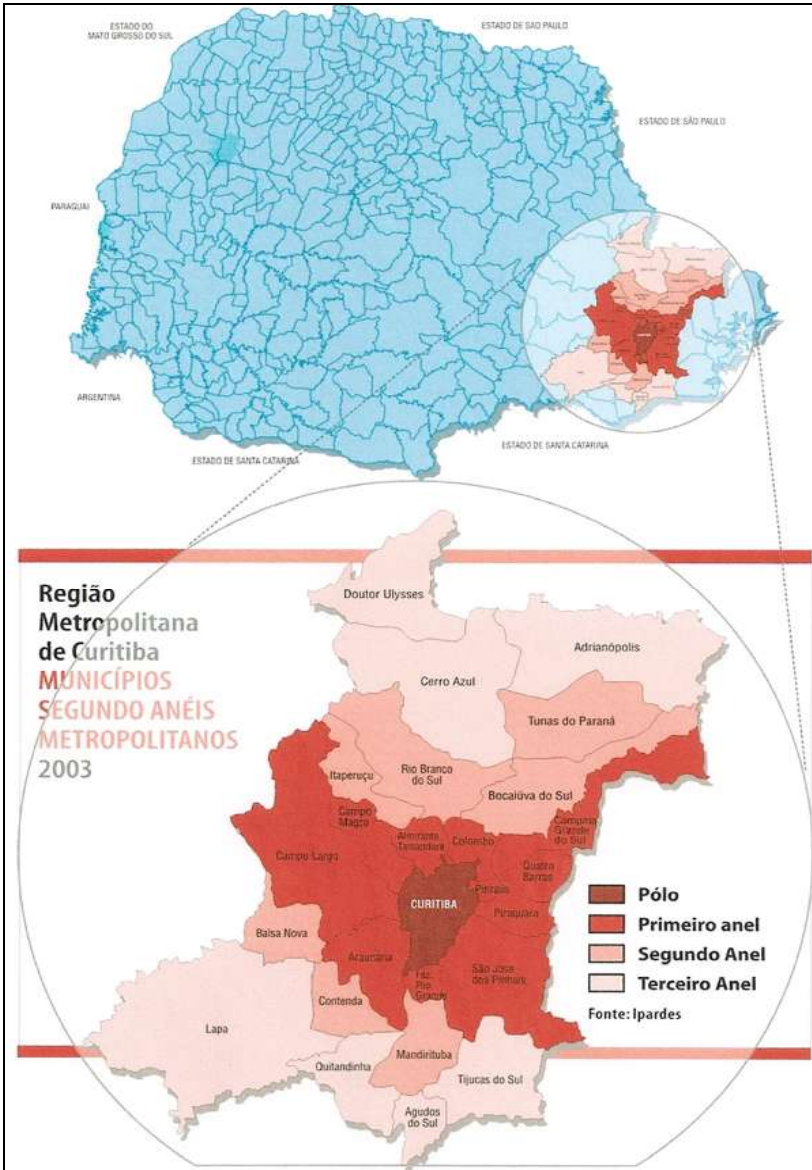 ESTADO DO
MATO GROSSO DO SUL
ESTADO DE SÃO PAULO
ESTADO DE SÃO PAULO
PARAGUAI
ARGENTINA
ESTADO DE SANTA CATARINA
ESTADO DE SANTA CATARINA
Região
Metropolitana
de Curitiba
MUNICÍPIOS
SEGUNDO ANÉIS
METROPOLITANOS
2003
Doutor Ulysses
Adrianópolis
Cerro Azul
Tunas do Paraná
Itaperuçu
Rio Branco
do Sul
Bocaiúva do Sul
Campo
Magro
Almirante
Tamandaré
Colombo
Campina
Grande
do Sul
Campo Largo
Quatro
Barras
Pinhais
CURITIBA
Piraquara
Balsa Nova
Araucária
São José
dos Pinhais
Faz.
Rio
Grande
Contenda
Lapa
Mandirituba
Quitandinha
Tijucas do Sul
Agudos
do Sul
Pólo
Primeiro anel
Segundo Anel
Terceiro Anel
Fonte: Ipardes